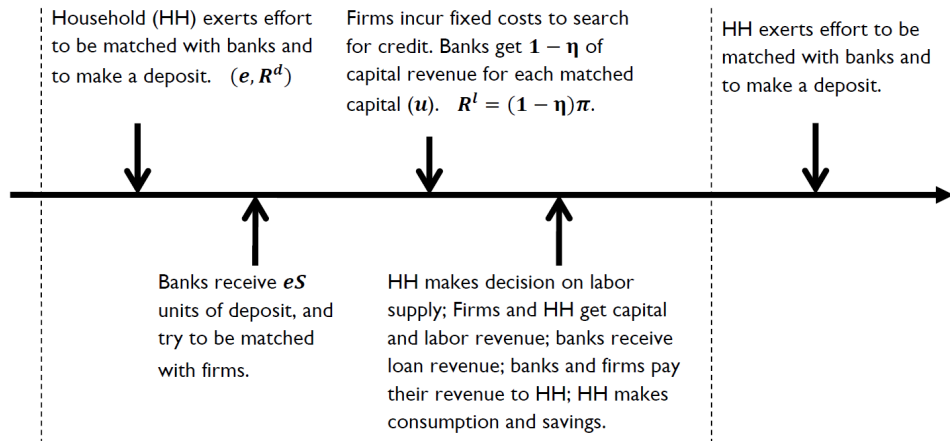 Household (HH) exerts effort
to be matched with banks and
to make a deposit. (e, R^d)
Firms incur fixed costs to search
for credit. Banks get 1 − η of
capital revenue for each matched
capital (u). R^l = (1 − η)π.
HH exerts effort to be
matched with banks and
to make a deposit.
Banks receive eS
units of deposit, and
try to be matched
with firms.
HH makes decision on labor
supply; Firms and HH get capital
and labor revenue; banks receive
loan revenue; banks and firms pay
their revenue to HH; HH makes
consumption and savings.